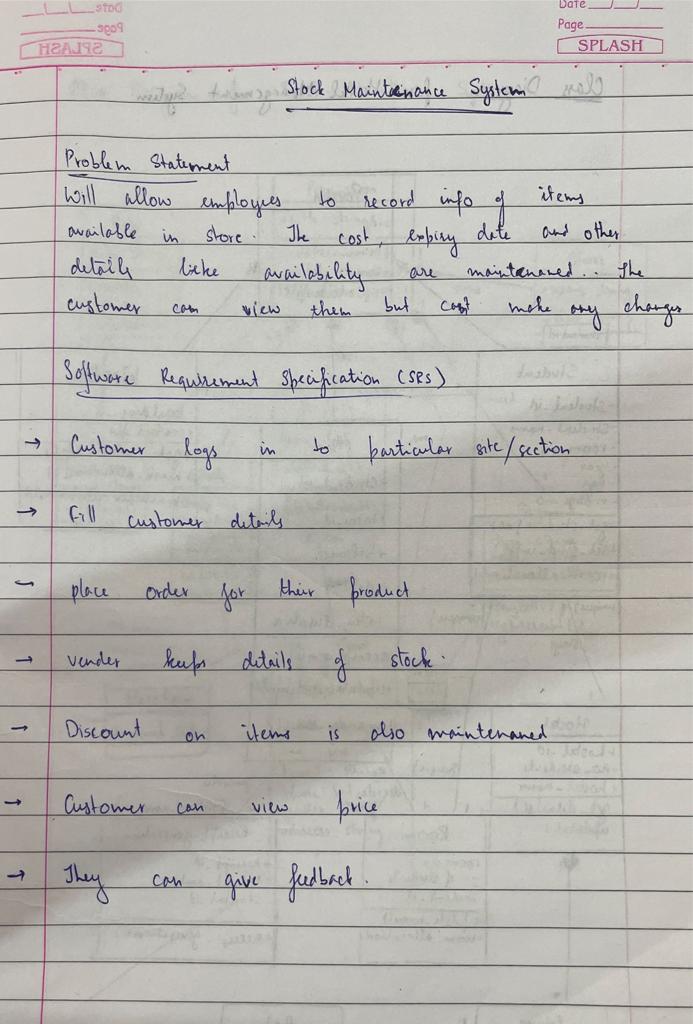 Date
Page
SPLASH
Stock Maintenance System
Problem Statement
Will allow employees to record info of items
available in store. The cost, expiry date and other
details like availability are maintenaned.. The
customer can view them but make any changes
Software Requirement Specification (SRS)
→ Customer logs in to particular site/section
→ Fill customer details
- place order for their product
→ vender keeps details of stock.
→ Discount on items is also maintenaned
→ Customer can view price
→ They can give feedback.